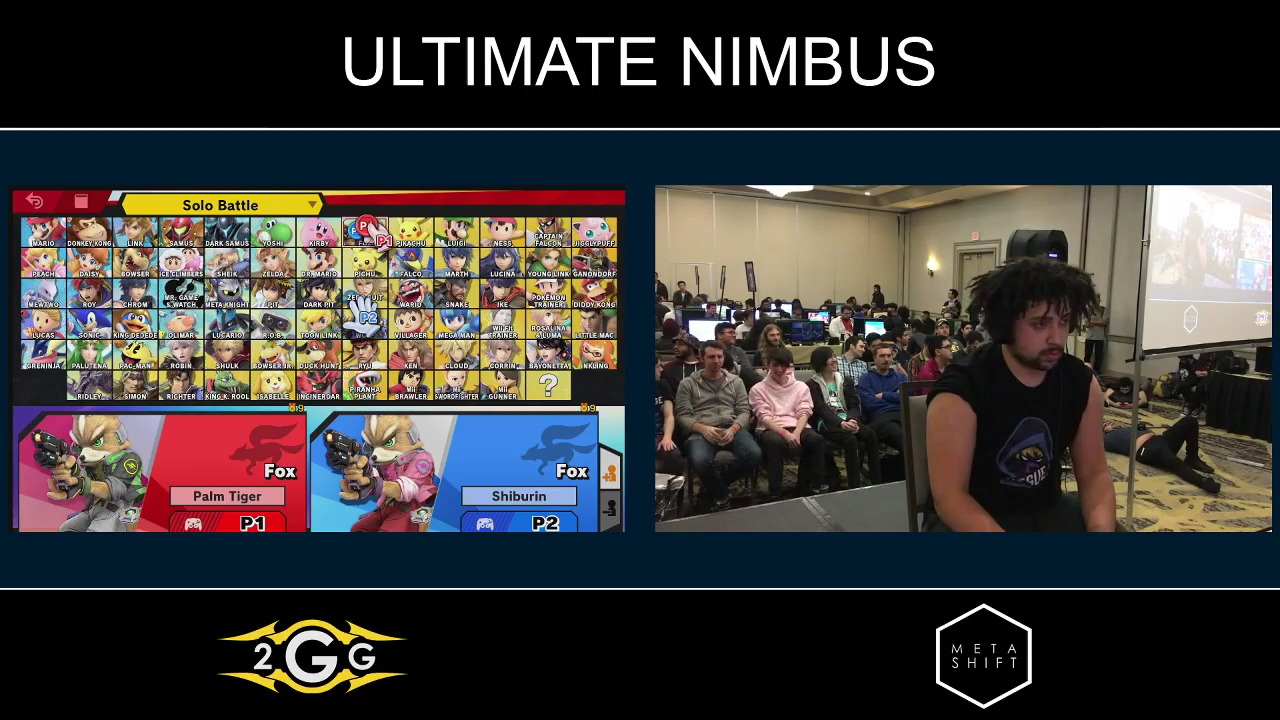 ULTIMATE NIMBUS
Solo Battle
MARIO DONKEY KONG LINK SAMUS DARK SAMUS YOSHI KIRBY P P1 PIKACHU LUIGI NESS CAPTAIN FALCON JIGGLYPUFF
PEACH DAISY BOWSER ICE CLIMBERS SHEIK ZELDA DR. MARIO PICHU FALCO MARTH LUCINA YOUNG LINK GANONDORF
MEWTWO ROY CHROM MR. GAME & WATCH META KNIGHT PIT DARK PIT WARIO SNAKE IKE POKÉMON TRAINER DIDDY KONG
LUCAS SONIC KING DEDEDE OLIMAR LUCARIO R.O.B. TOON LINK P2 VILLAGER MEGA MAN WII FIT TRAINER ROSALINA & LUMA LITTLE MAC
GRENINJA PALUTENA PAC-MAN ROBIN SHULK BOWSER JR. DUCK HUNT RYU KEN CLOUD CORRIN BAYONETTA INKLING
RIDLEY SIMON RICHTER KING K. ROOL ISABELLE INCINEROAR PIRANHA PLANT Mii BRAWLER Mii SWORDFIGHTER Mii GUNNER ?
Fox
Palm Tiger
P1
Fox
Shiburin
P2
2GG
META
SHIFT